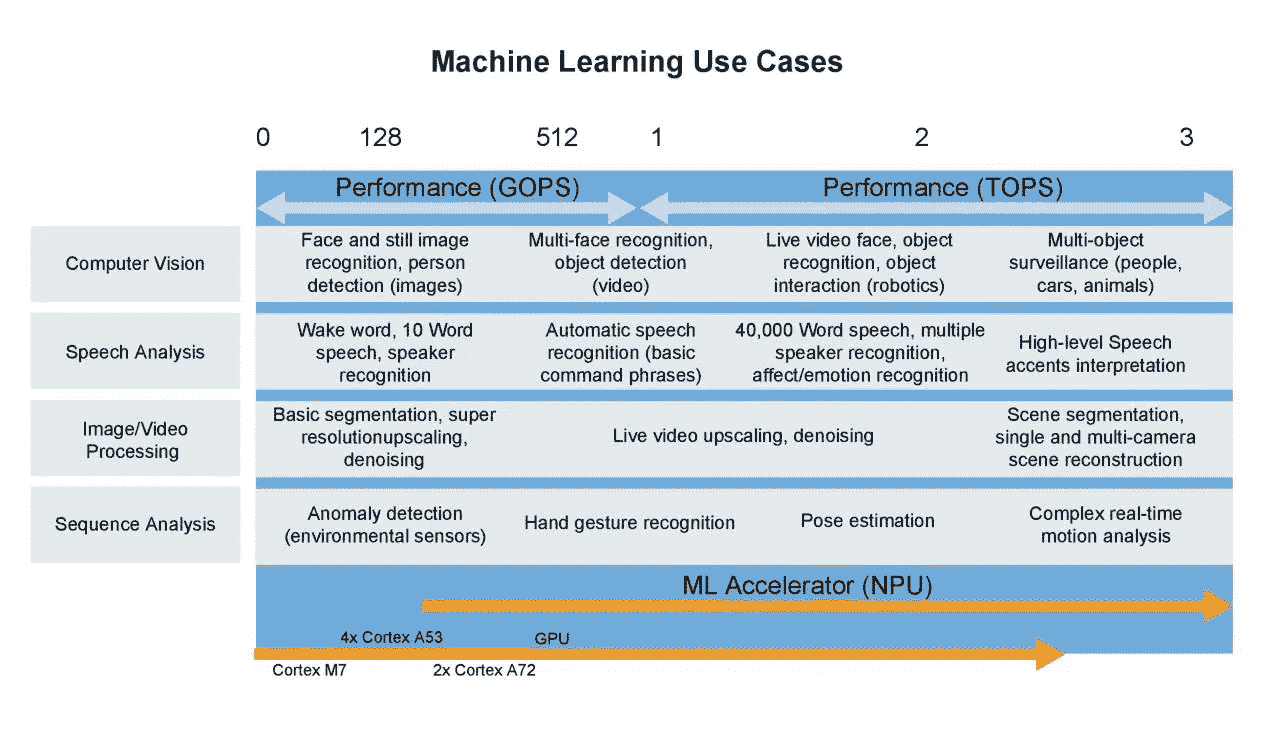 Machine Learning Use Cases
0 128 512 1 2 3
Performance (GOPS) Performance (TOPS)
Computer Vision
Face and still image
recognition, person
detection (images)
Multi-face recognition,
object detection
(video)
Live video face, object
recognition, object
interaction (robotics)
Multi-object
surveillance (people,
cars, animals)
Speech Analysis
Wake word, 10 Word
speech, speaker
recognition
Automatic speech
recognition (basic
command phrases)
40,000 Word speech, multiple
speaker recognition,
affect/emotion recognition
High-level Speech
accents interpretation
Image/Video
Processing
Basic segmentation, super
resolutionupscaling,
denoising
Live video upscaling, denoising
Scene segmentation,
single and multi-camera
scene reconstruction
Sequence Analysis
Anomaly detection
(environmental sensors)
Hand gesture recognition
Pose estimation
Complex real-time
motion analysis
ML Accelerator (NPU)
4x Cortex A53 GPU
Cortex M7 2x Cortex A72